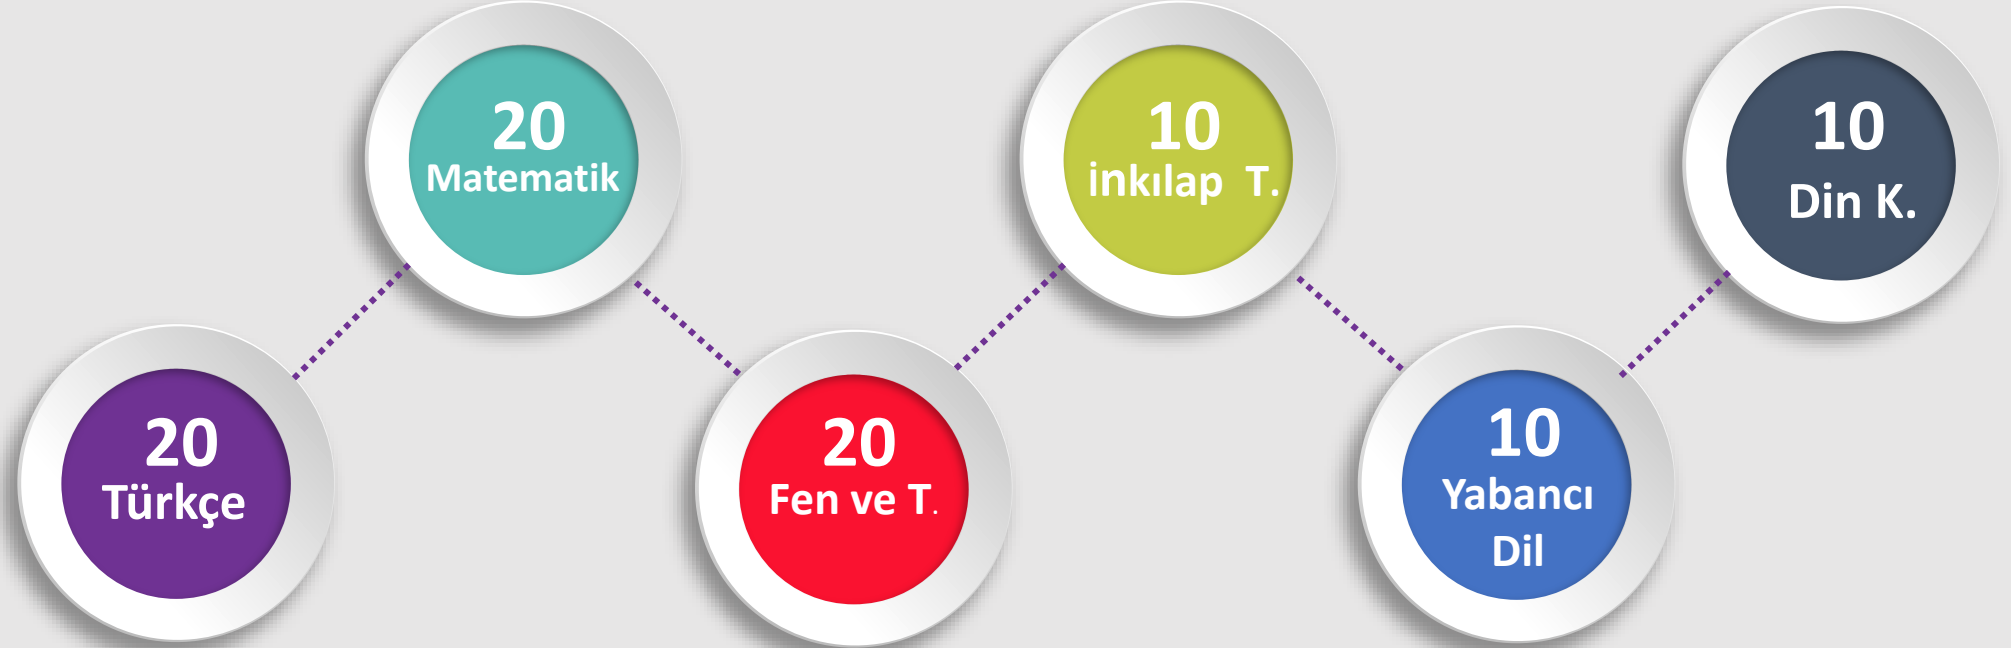 20
Türkçe
20
Matematik
20
Fen ve T.
10
inkılap T.
10
Yabancı
Dil
10
Din K.